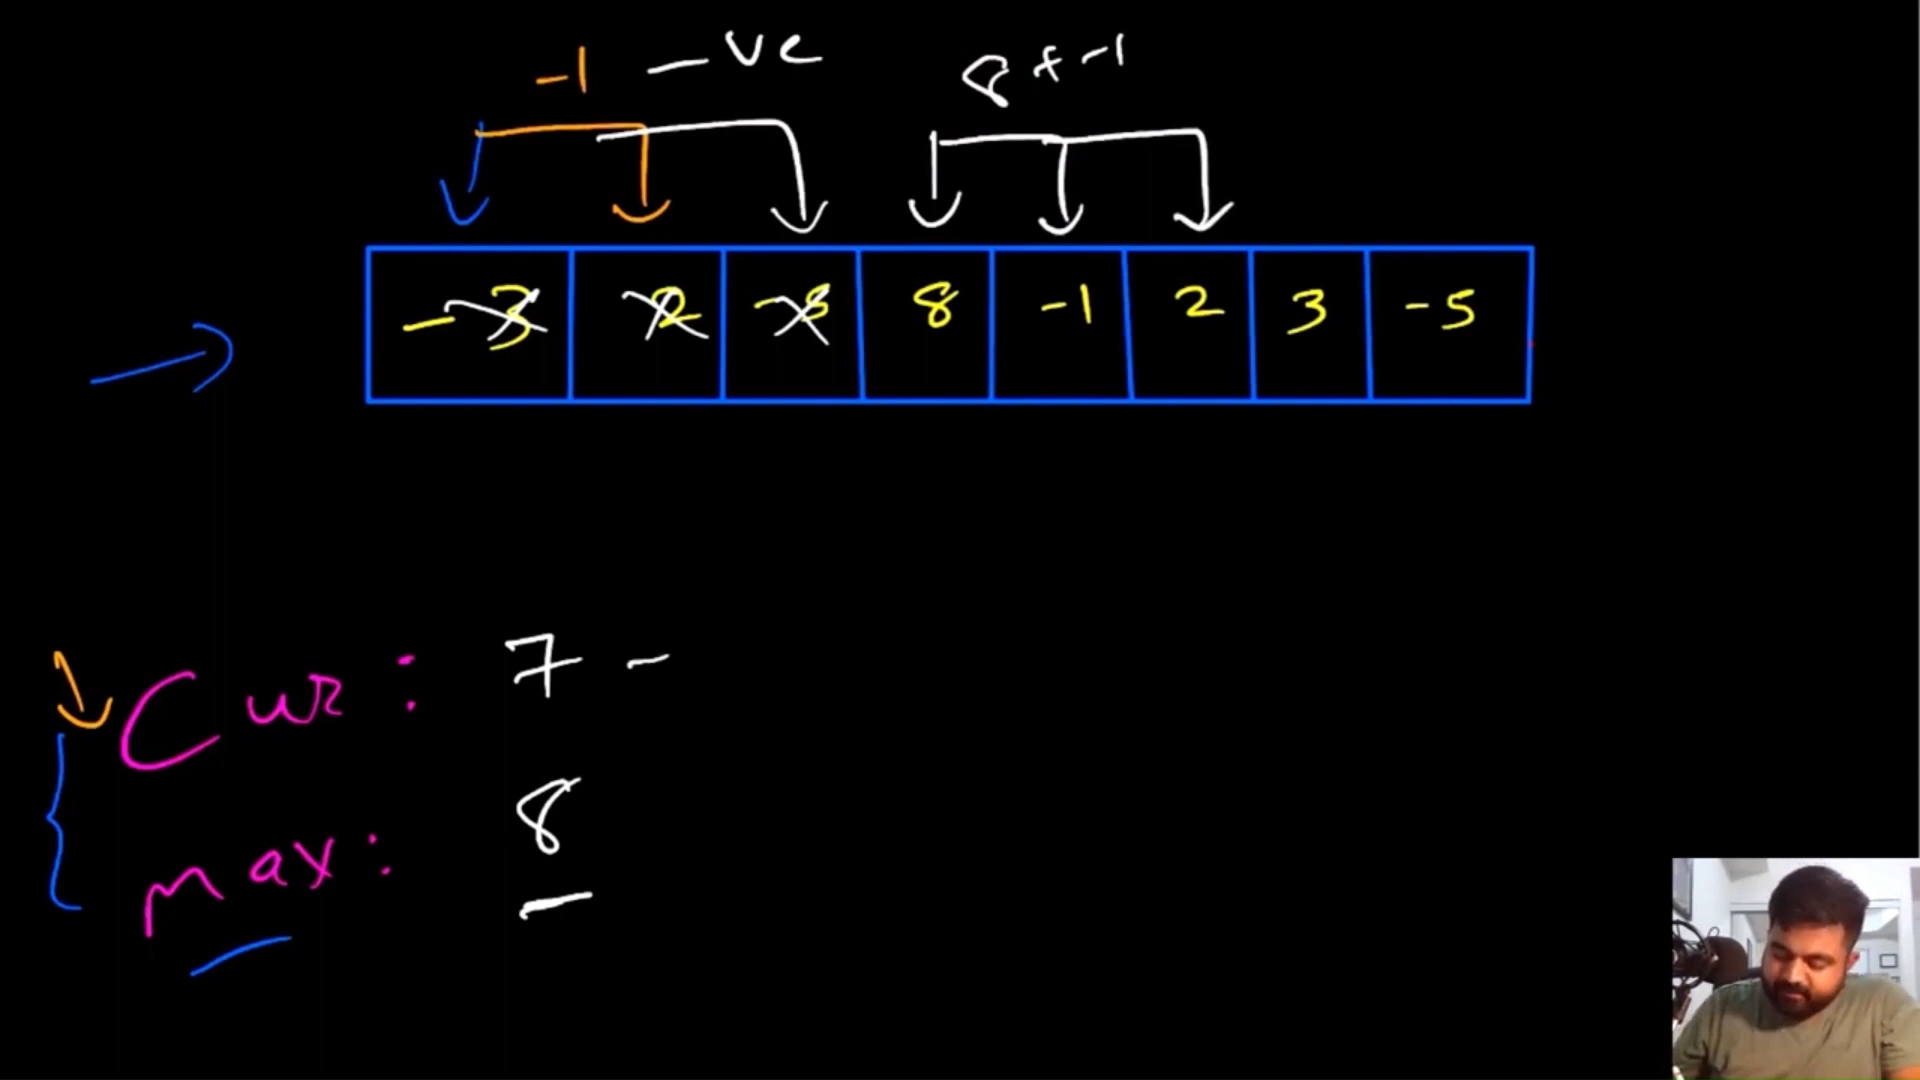 -1 -ve 8+-1
-3 2 -3 8 -1 2 3 -5
Cur: 7 -
max: 8